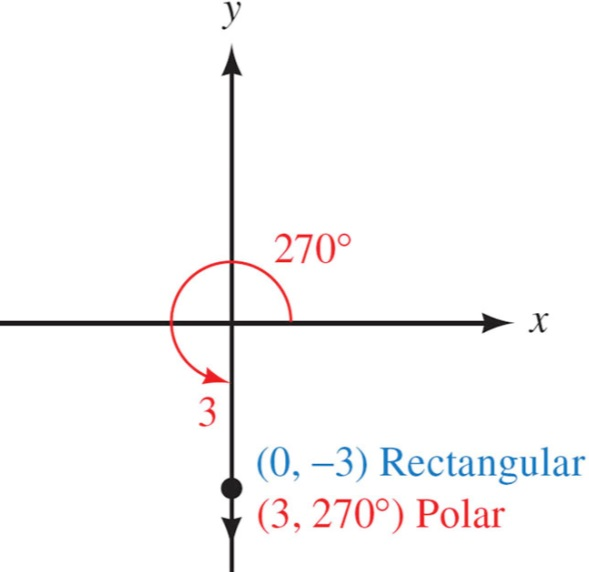 y
270°
x
3
(0, −3) Rectangular
(3, 270°) Polar